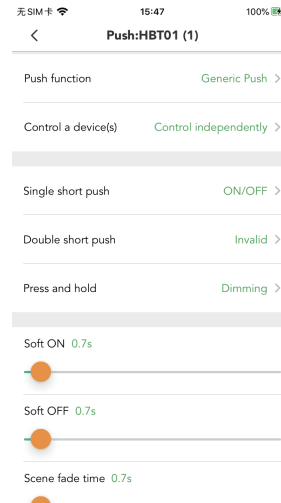 无SIM卡 15:47 100%
Push:HBT01 (1)
Push function Generic Push
Control a device(s) Control independently
Single short push ON/OFF
Double short push Invalid
Press and hold Dimming
Soft ON 0.7s
Soft OFF 0.7s
Scene fade time 0.7s